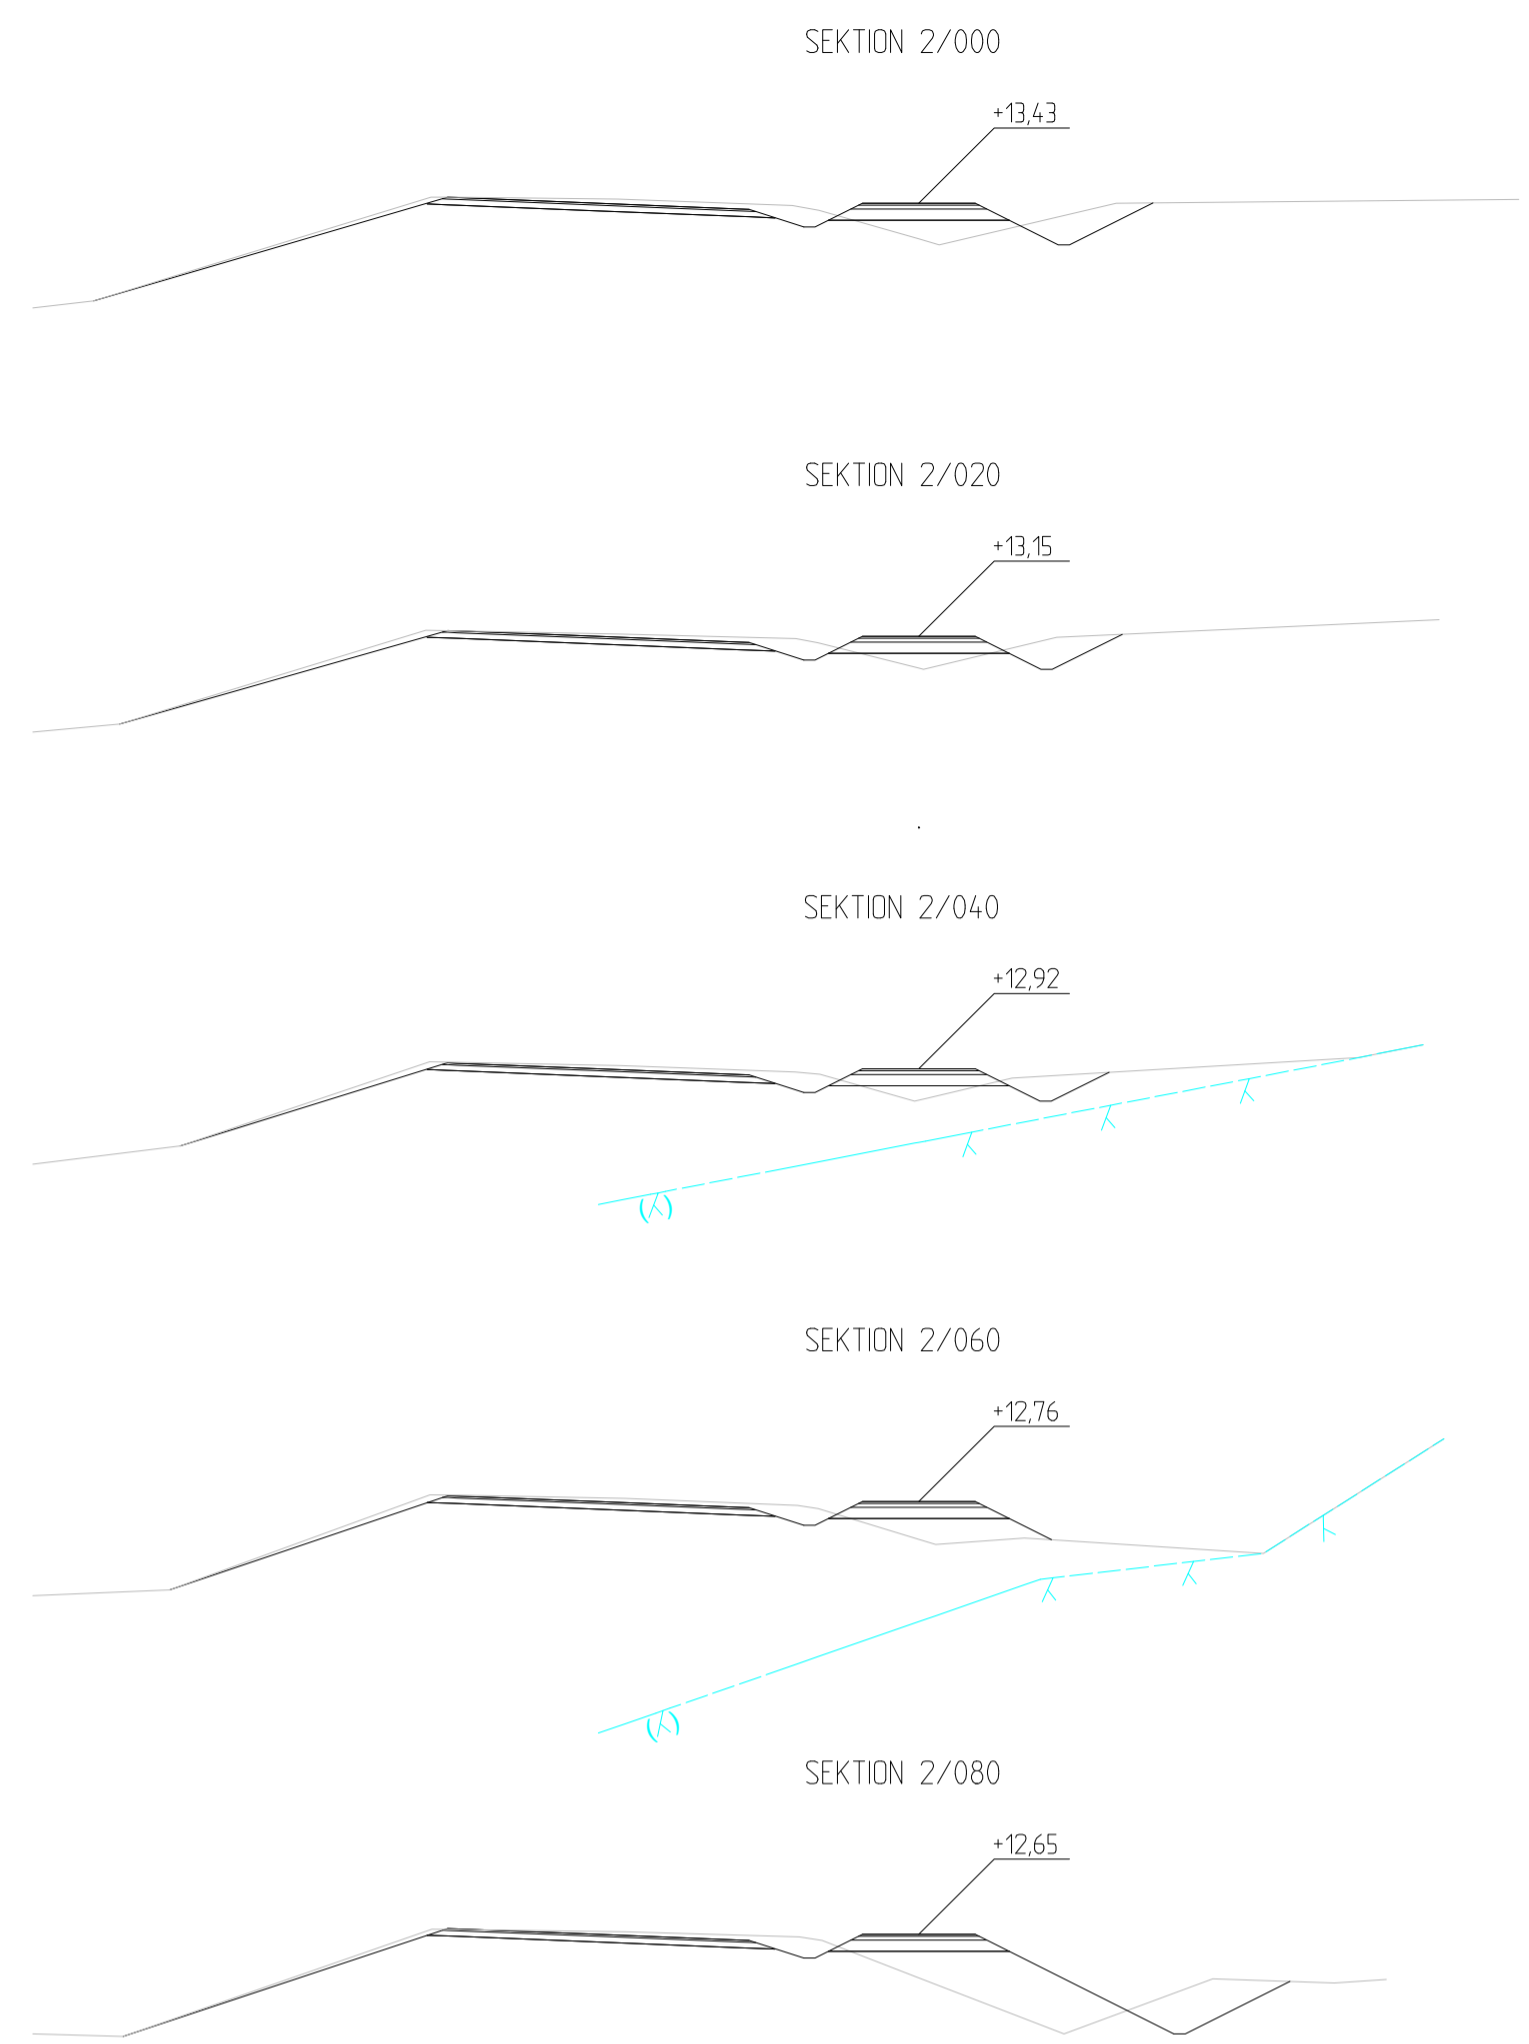 SEKTION 2/000
+13,43
SEKTION 2/020
+13,15
SEKTION 2/040
+12,92
SEKTION 2/060
+12,76
SEKTION 2/080
+12,65